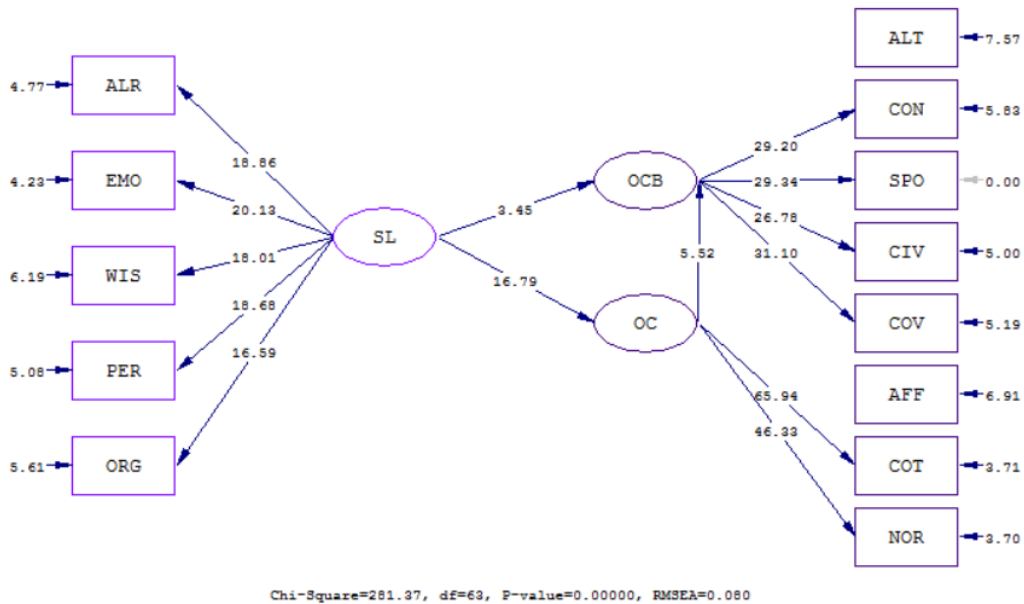 ALT
7.57
4.77
ALR
CON
5.83
18.86
29.20
4.23
EMO
OCB
29.34
SPO
0.00
20.13
3.45
26.78
SL
18.01
5.52
31.10
CIV
5.00
6.19
WIS
16.79
18.68
OC
COV
5.19
16.59
5.08
PER
65.94
AFF
6.91
46.33
5.61
ORG
COT
3.71
NOR
3.70
Chi-Square=281.37, df=63, P-value=0.00000, RMSEA=0.080